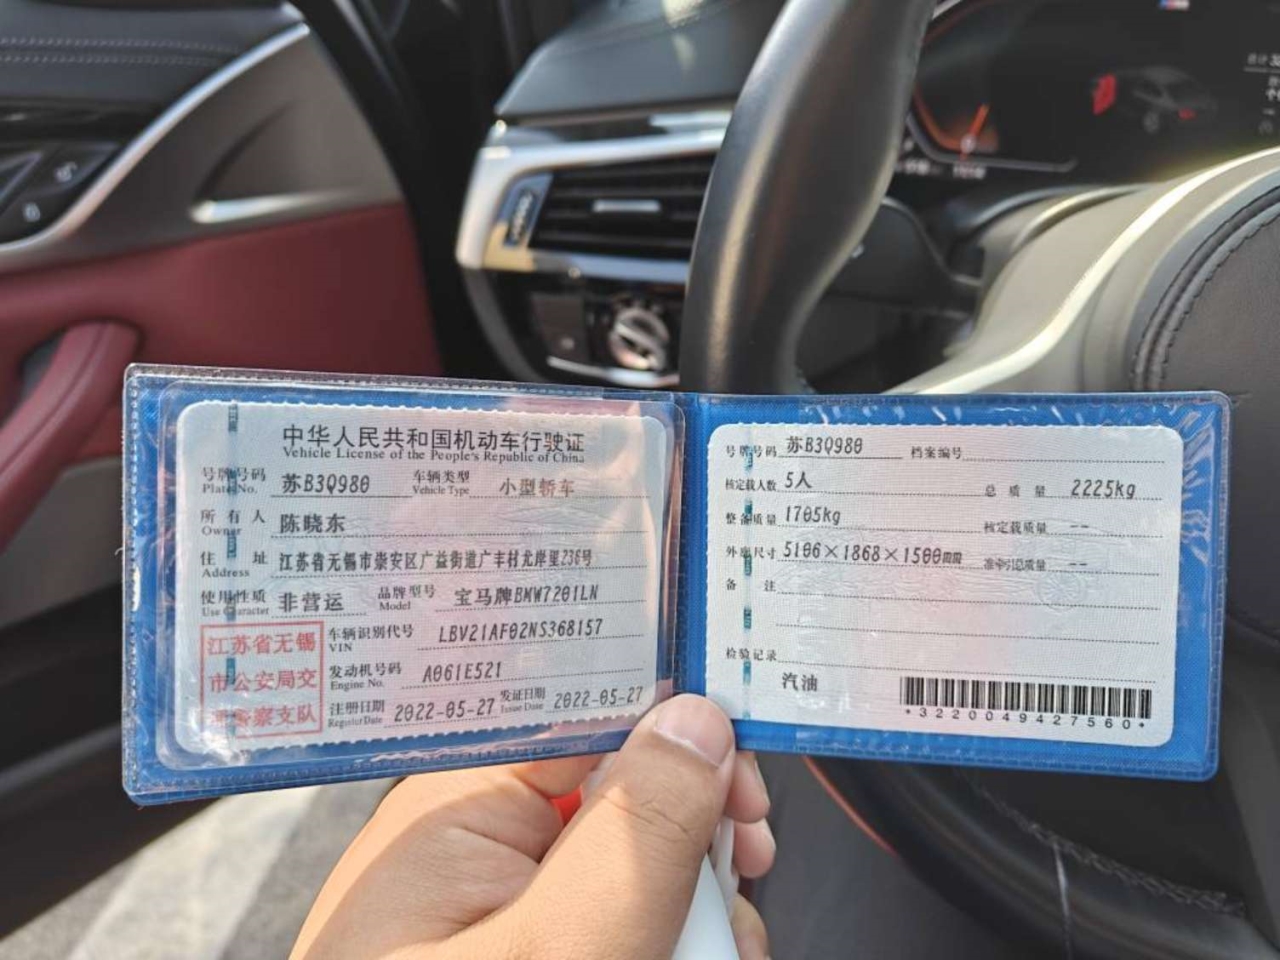 中华人民共和国机动车行驶证
Vehicle License of the People's Republic of China
号牌号码 苏B3Q980 车辆类型 小型轿车
Plate No. Vehicle Type
所有人 陈晓东
Owner
住址 江苏省无锡市崇安区广益街道广丰村尤岸里236号
Address
使用性质 非营运 品牌型号 宝马牌BMW7201LN
Use Character Model
江苏省无锡
市公安局交
警察支队
车辆识别代号 LBV21AF02NS368157
VIN
发动机号码 A061E521
Engine No.
注册日期 2022-05-27 发证日期 2022-05-27
Register Date Issue Date
号牌号码 苏B3Q980 档案编号
核定载人数 5人 总质量 2225kg
整备质量 1705kg 核定载质量 --
外廓尺寸 5106×1868×1500mm 准牵引总质量 --
备注
检验记录
汽油
*3220049427560*